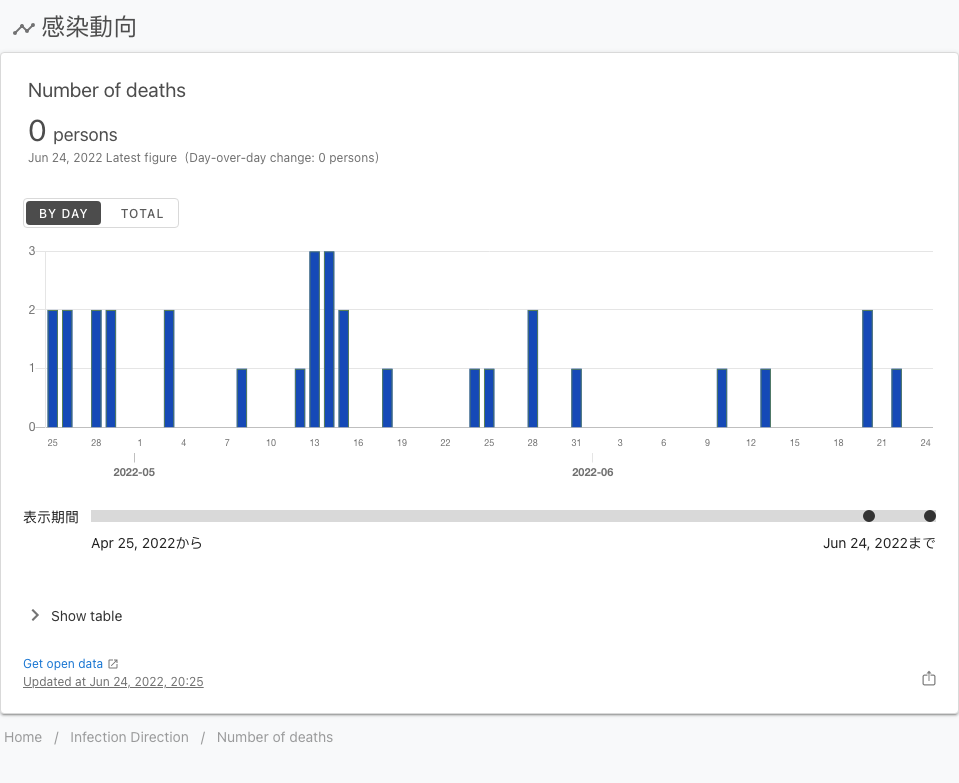 感染動向
Number of deaths
0 persons
Jun 24, 2022 Latest figure (Day-over-day change: 0 persons)
BY DAY TOTAL
3
2
1
0
25 28 1 4 7 10 13 16 19 22 25 28 31 3 6 9 12 15 18 21 24
2022-05 2022-06
表示期間
Apr 25, 2022から Jun 24, 2022まで
Show table
Get open data
Updated at Jun 24, 2022, 20:25
Home / Infection Direction / Number of deaths